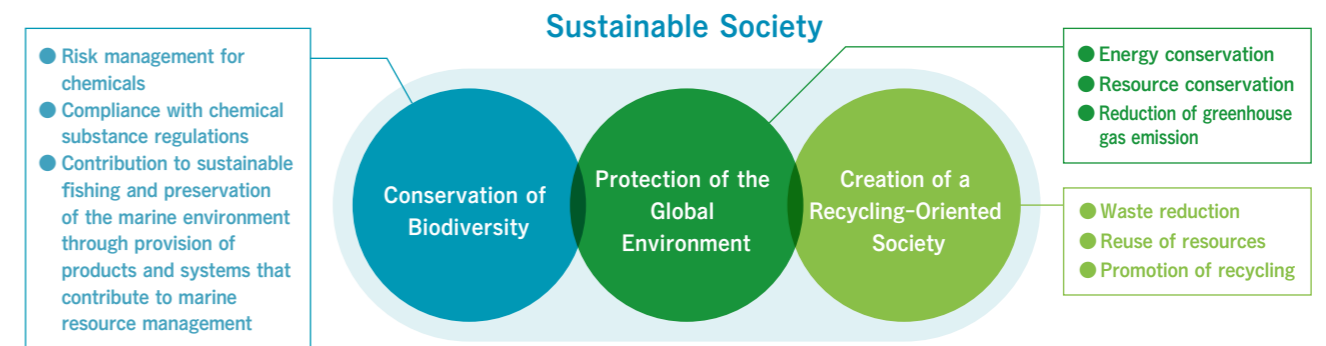 Sustainable Society
● Risk management for
chemicals
● Compliance with chemical
substance regulations
● Contribution to sustainable
fishing and preservation
of the marine environment
through provision of
products and systems that
contribute to marine
resource management
Conservation of
Biodiversity
Protection of the
Global
Environment
Creation of a
Recycling-Oriented
Society
● Energy conservation
● Resource conservation
● Reduction of greenhouse
gas emission
● Waste reduction
● Reuse of resources
● Promotion of recycling